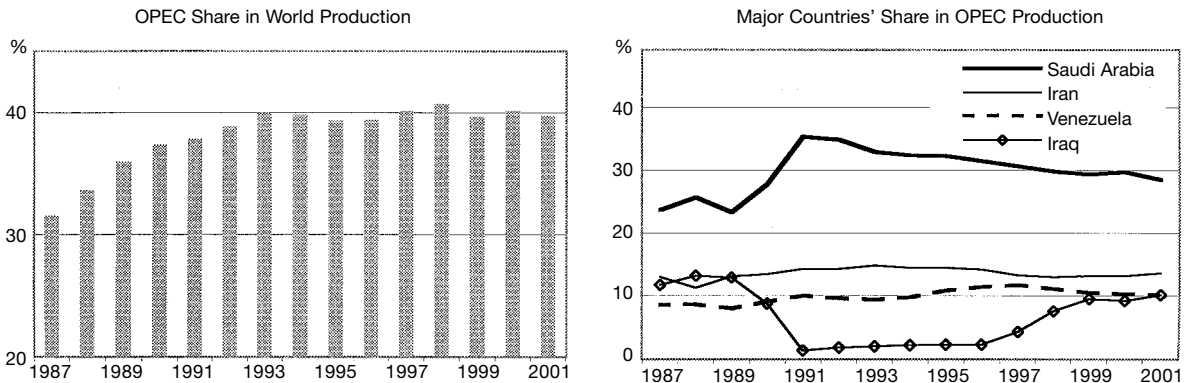 OPEC Share in World Production
%
40
30
20
1987 1989 1991 1993 1995 1997 1999 2001
Major Countries' Share in OPEC Production
%
Saudi Arabia
Iran
Venezuela
Iraq
40
30
20
10
0
1987 1989 1991 1993 1995 1997 1999 2001